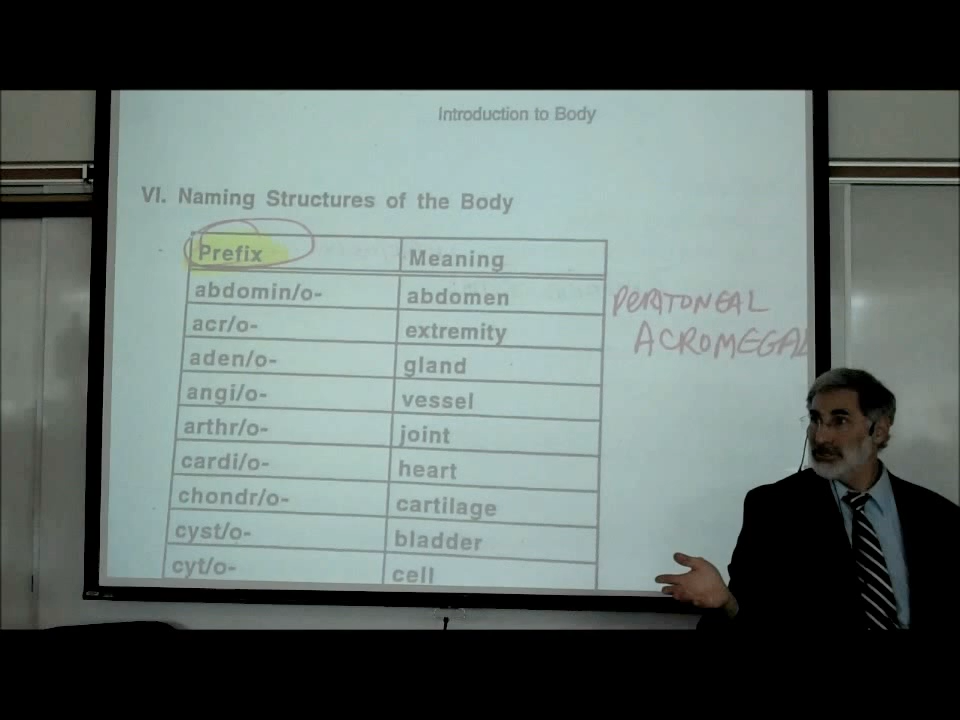 Introduction to Body
VI. Naming Structures of the Body
Prefix Meaning
abdomin/o- abdomen
acr/o- extremity
aden/o- gland
angi/o- vessel
arthr/o- joint
cardi/o- heart
chondr/o- cartilage
cyst/o- bladder
cyt/o- cell
PERITONEAL
ACROMEGAL